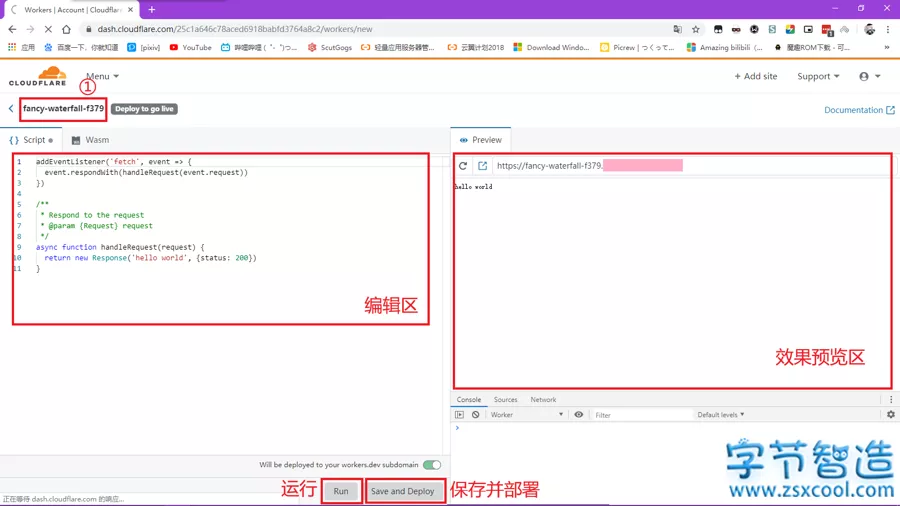 Workers | Account | Cloudflare
dash.cloudflare.com/25c1a646c78aced6918babfd3764a8c2/workers/new
应用
百度一下，你就知道
[pixiv]
YouTube
哔哩哔哩 (゜-゜)つ...
ScutGogs
轻量应用服务器管...
云翼计划2018
Download Window...
Picrew | つくって...
Amazing bilibili（...
魔趣ROM下载 - 可...
»
CLOUDFLARE
Menu
①
+ Add site
Support
fancy-waterfall-f379
Deploy to go live
Documentation
{} Script
Wasm
Preview
https://fancy-waterfall-f379.
hello world
1 addEventListener('fetch', event => {
2 event.respondWith(handleRequest(event.request))
3 })
4
5 /**
6 * Respond to the request
7 * @param {Request} request
8 */
9 async function handleRequest(request) {
10 return new Response('hello world', {status: 200})
11 }
编辑区
效果预览区
Console
Sources
Network
Worker
Filter
Default levels
>
Will be deployed to your workers.dev subdomain
运行
Run
Save and Deploy
保存并部署
正在等待 dash.cloudflare.com 的响应...
字节智造
www.zsxcool.com